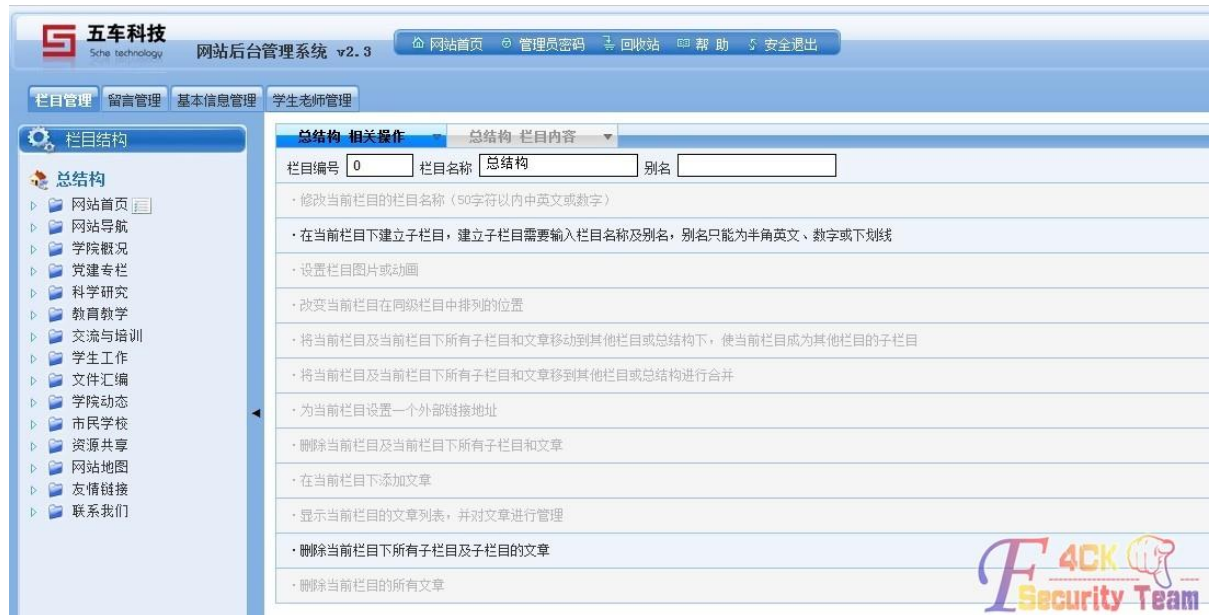 五车科技
Sche technology
网站后台管理系统 v2.3
网站首页 管理员密码 回收站 帮 助 安全退出
栏目管理 留言管理 基本信息管理 学生老师管理
栏目结构
总结构
网站首页
网站导航
学院概况
党建专栏
科学研究
教育教学
交流与培训
学生工作
文件汇编
学院动态
市民学校
资源共享
网站地图
友情链接
联系我们
总结构 相关操作 总结构 栏目内容
栏目编号 0 栏目名称 总结构 别名
·修改当前栏目的栏目名称（50字符以内中英文或数字）
·在当前栏目下建立子栏目，建立子栏目需要输入栏目名称及别名，别名只能为半角英文、数字或下划线
·设置栏目图片或动画
·改变当前栏目在同级栏目中排列的位置
·将当前栏目及当前栏目下所有子栏目和文章移动到其他栏目或总结构下，使当前栏目成为其他栏目的子栏目
·将当前栏目及当前栏目下所有子栏目和文章移到其他栏目或总结构进行合并
·为当前栏目设置一个外部链接地址
·删除当前栏目及当前栏目下所有子栏目和文章
·在当前栏目下添加文章
·显示当前栏目的文章列表，并对文章进行管理
·删除当前栏目下所有子栏目及子栏目的文章
·删除当前栏目的所有文章
F4CK
Security Team